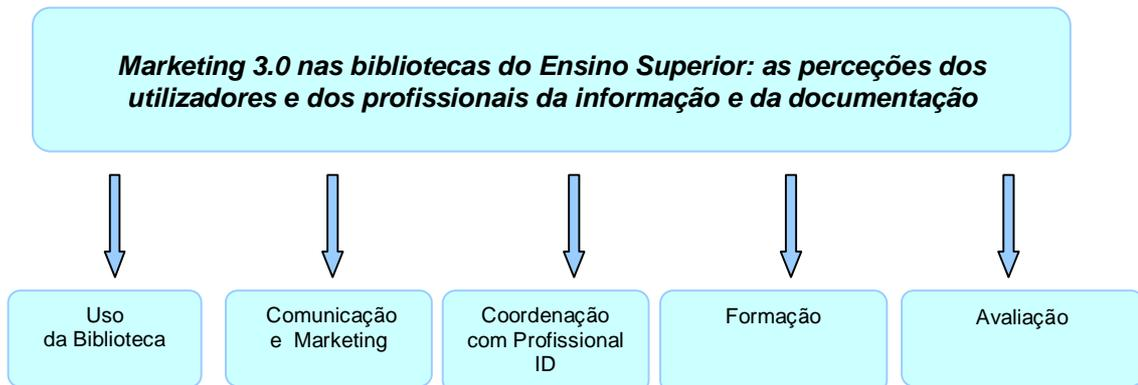 Marketing 3.0 nas bibliotecas do Ensino Superior: as perceções dos
utilizadores e dos profissionais da informação e da documentação
Uso
da Biblioteca
Comunicação
e Marketing
Coordenação
com Profissional
ID
Formação
Avaliação